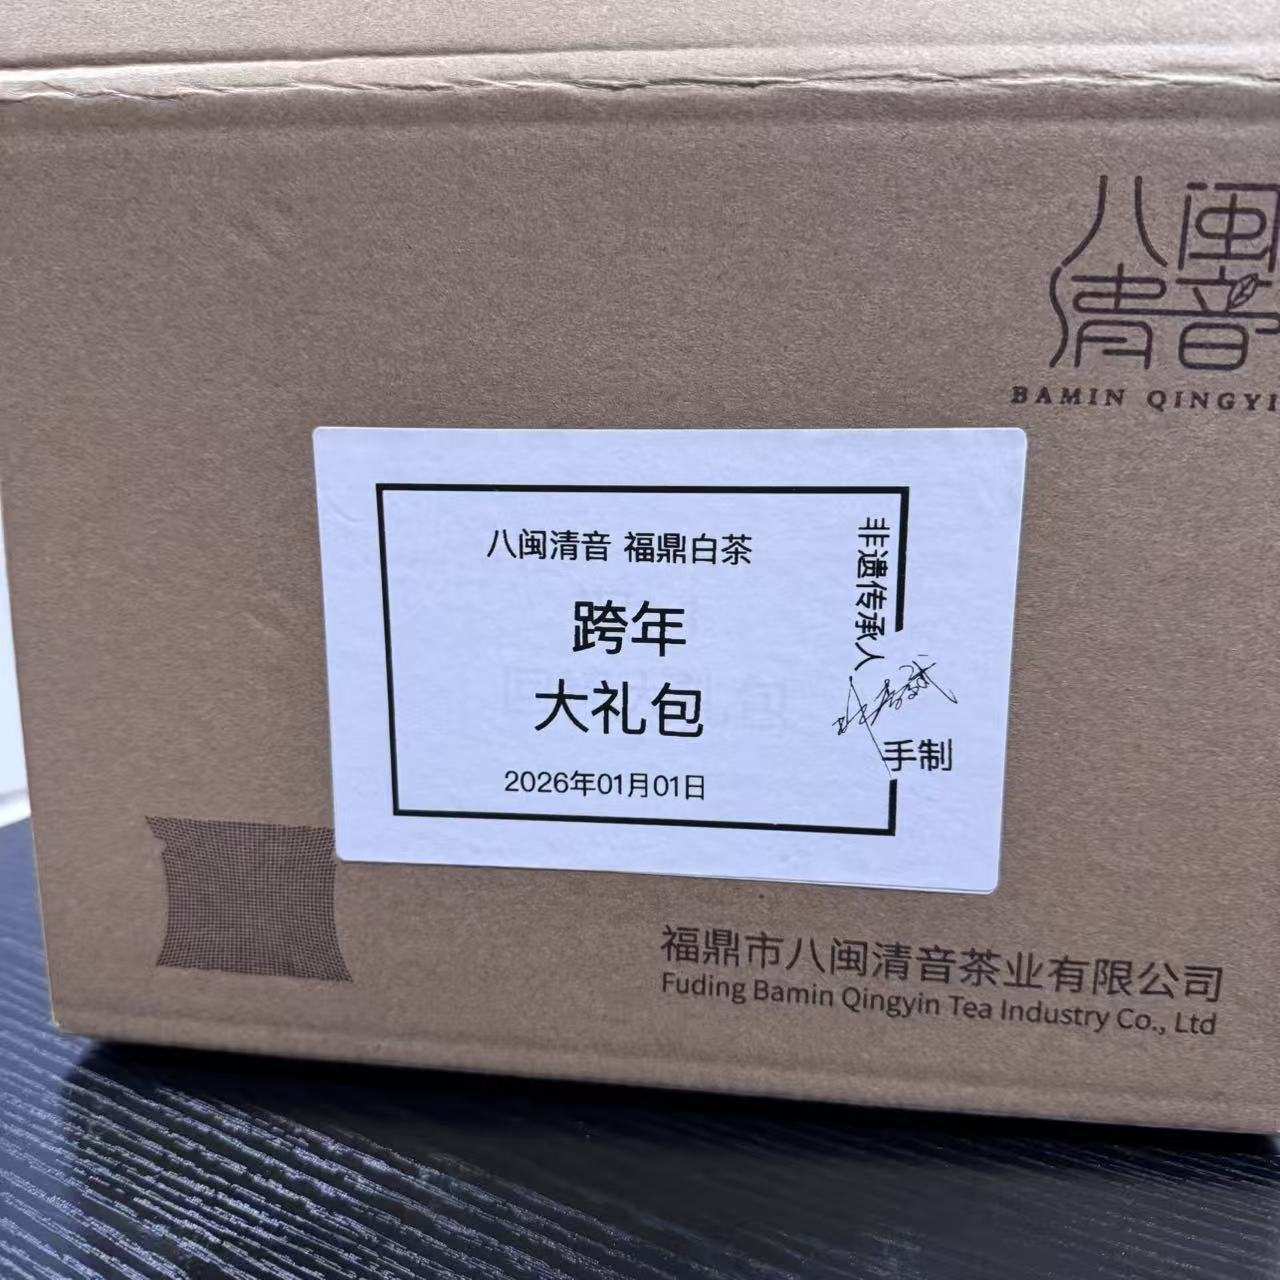 八闽
清音
BAMIN QINGYI
八闽清音 福鼎白茶
跨年
大礼包
2026年01月01日
非遗传承人
手制
福鼎市八闽清音茶业有限公司
Fuding Bamin Qingyin Tea Industry Co., Ltd